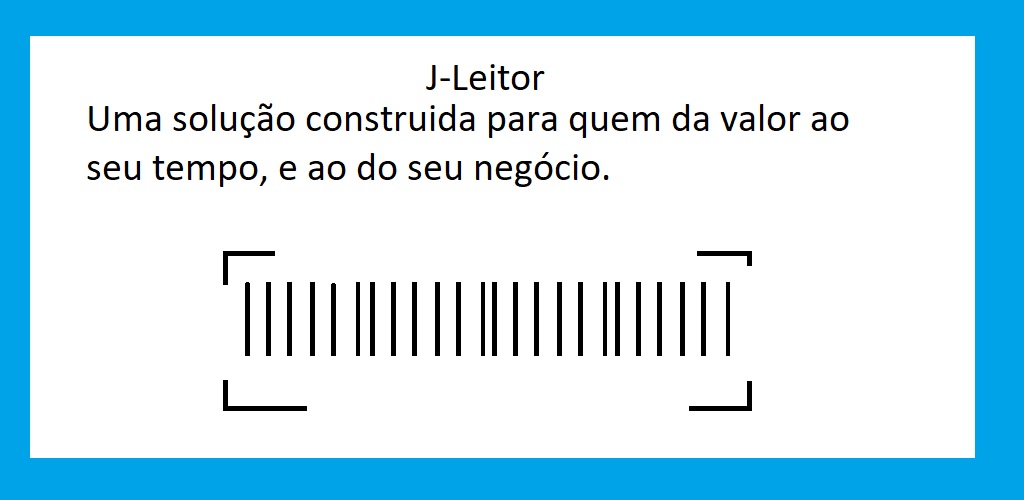 J-Leitor
Uma solução construida para quem da valor ao
seu tempo, e ao do seu negócio.